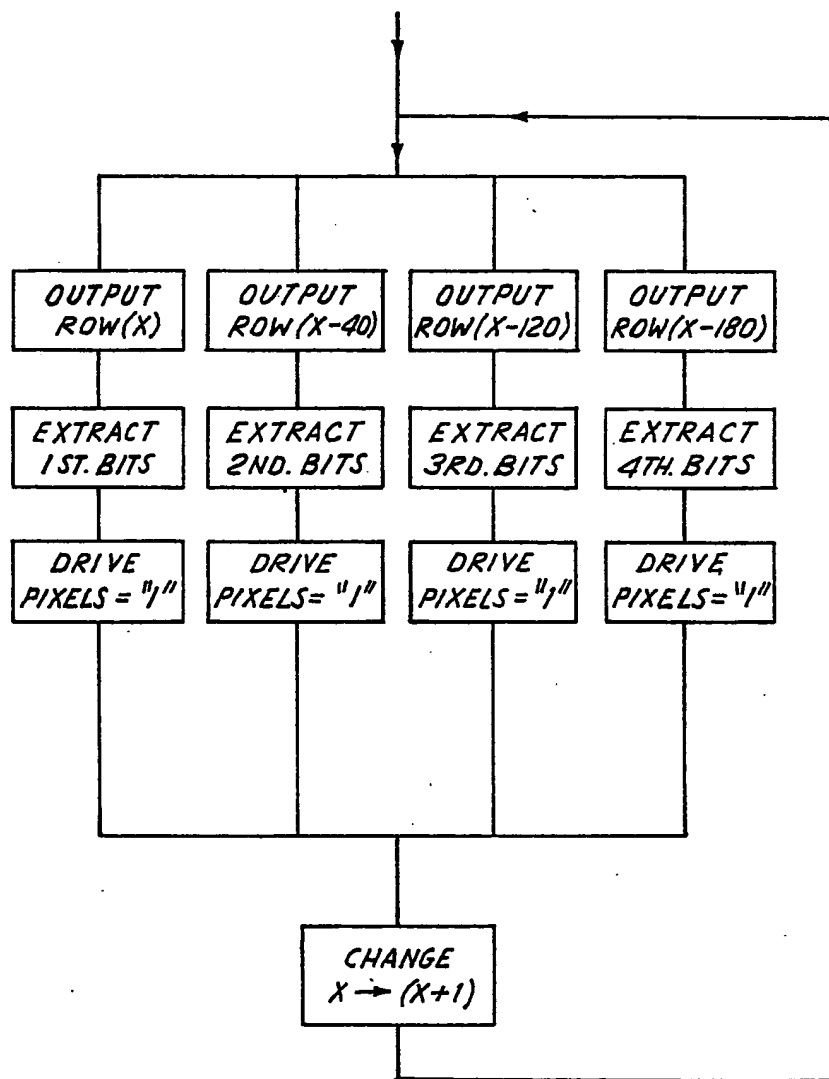 OUTPUT
ROW(X)
OUTPUT
ROW(X-40)
OUTPUT
ROW(X-120)
OUTPUT
ROW(X-180)
EXTRACT
1ST. BITS
EXTRACT
2ND. BITS
EXTRACT
3RD. BITS
EXTRACT
4TH. BITS
DRIVE
PIXELS = "1"
DRIVE
PIXELS = "1"
DRIVE
PIXELS = "1"
DRIVE
PIXELS = "1"
CHANGE
X → (X+1)